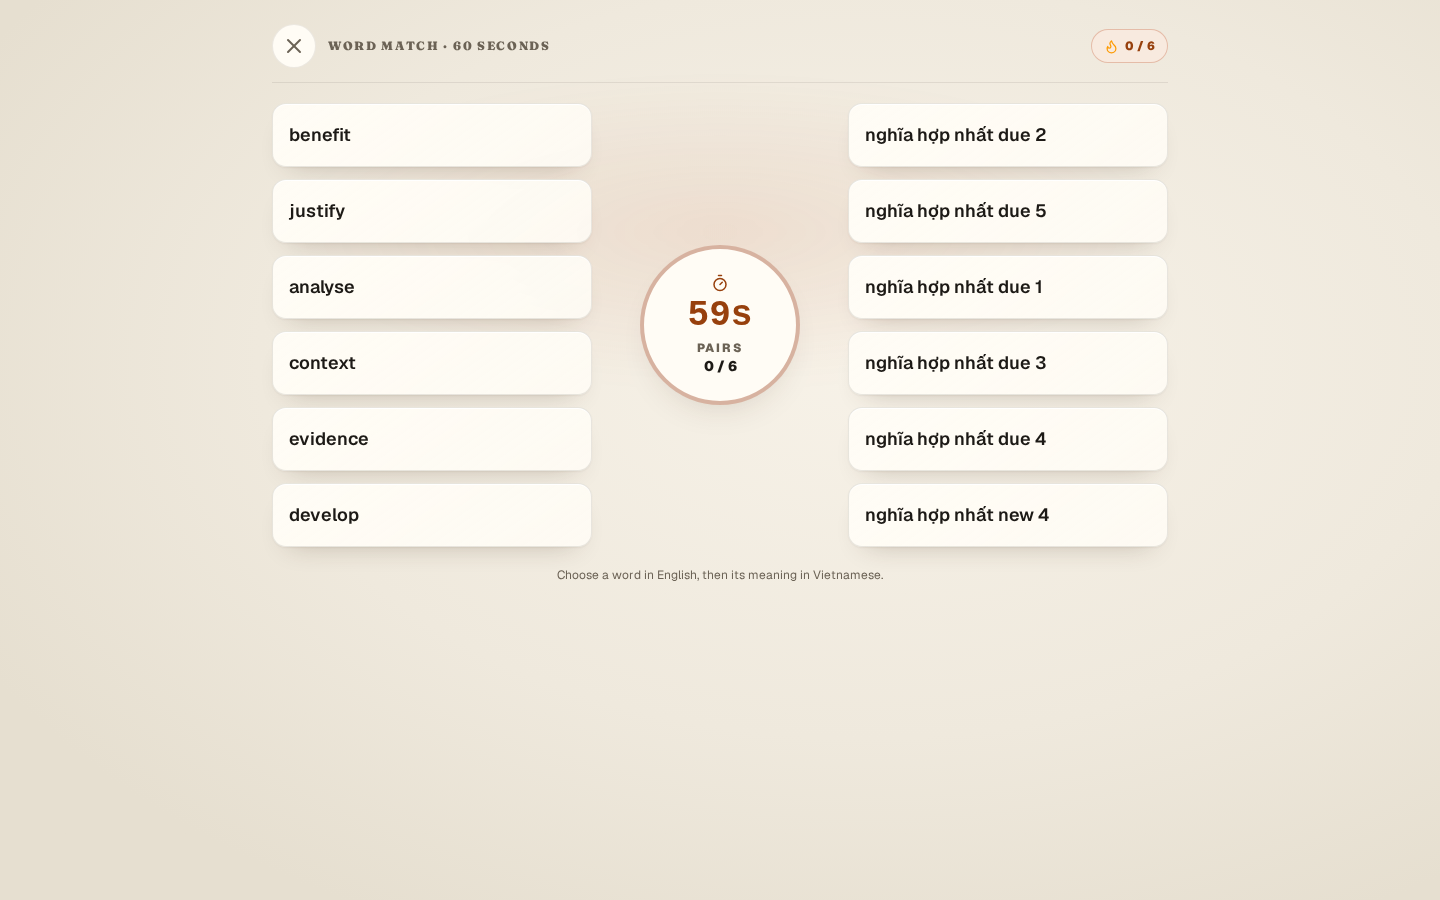 WORD MATCH • 60 SECONDS
0 / 6
benefit
justify
analyse
context
evidence
develop
59s
PAIRS
0 / 6
nghĩa hợp nhất due 2
nghĩa hợp nhất due 5
nghĩa hợp nhất due 1
nghĩa hợp nhất due 3
nghĩa hợp nhất due 4
nghĩa hợp nhất new 4
Choose a word in English, then its meaning in Vietnamese.